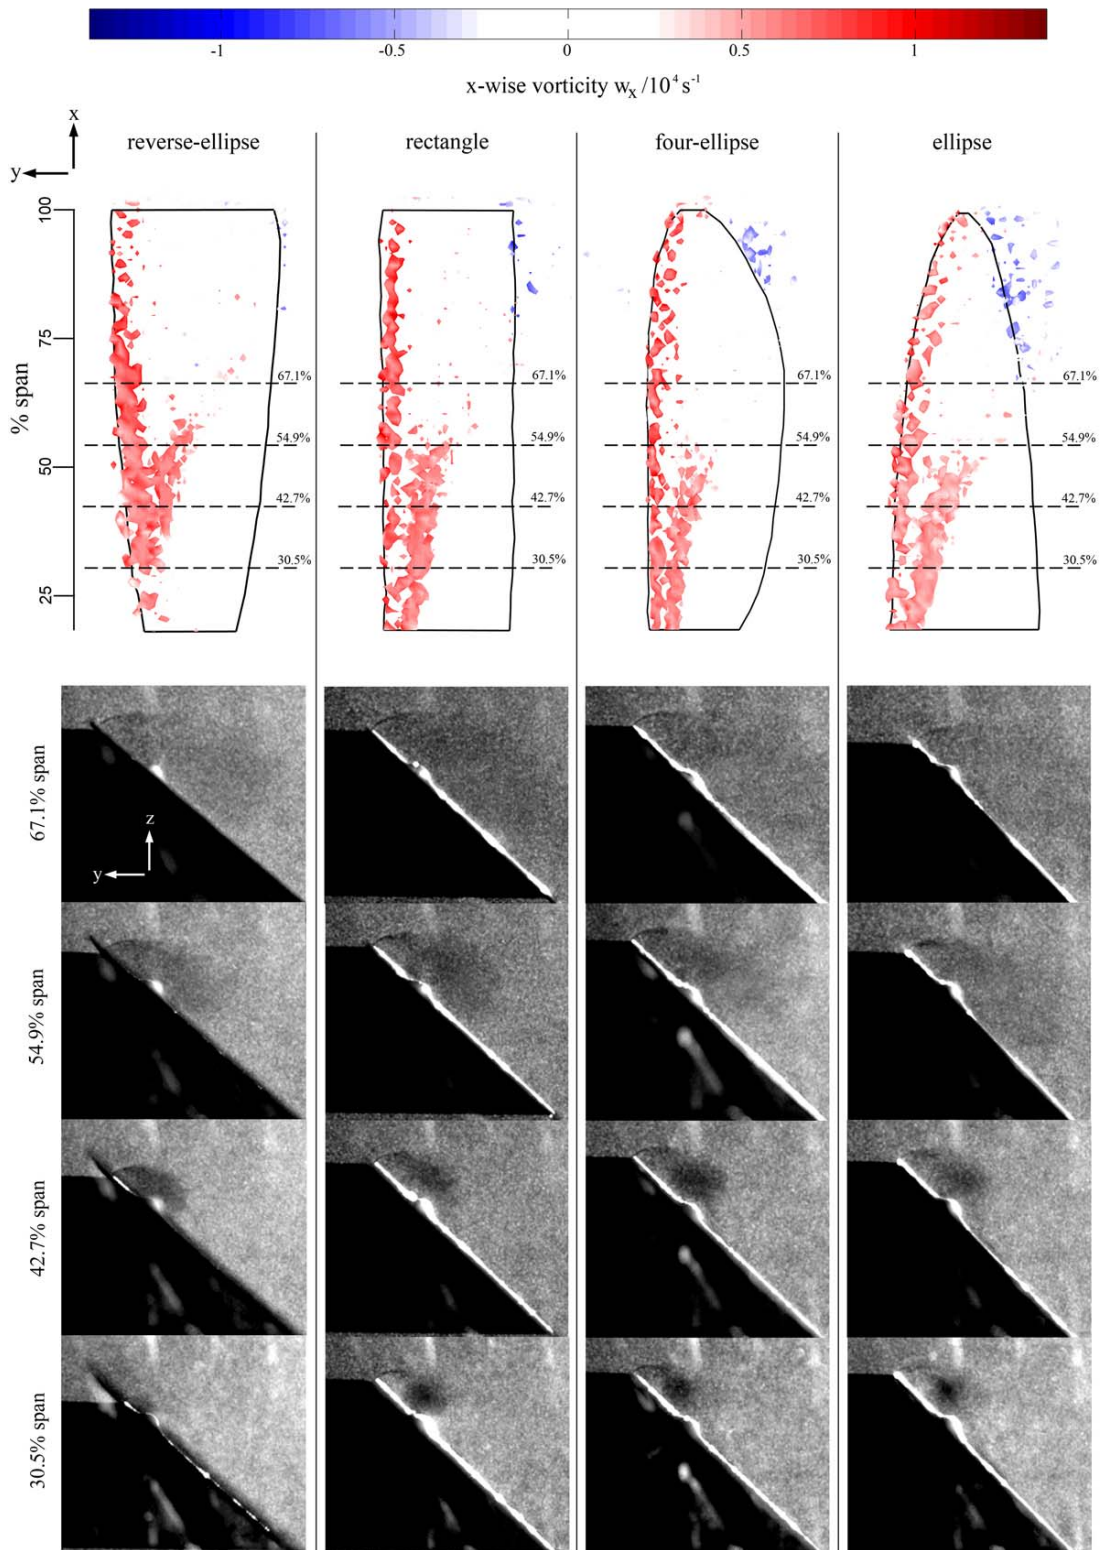 -1 -0.5 0 0.5 1
x-wise vorticity wx /10⁴ s⁻¹
x
y
reverse-ellipse rectangle four-ellipse ellipse
% span
100
75
50
25
67.1% 67.1% 67.1% 67.1%
54.9% 54.9% 54.9% 54.9%
42.7% 42.7% 42.7% 42.7%
30.5% 30.5% 30.5% 30.5%
67.1% span
z
y
54.9% span
42.7% span
30.5% span